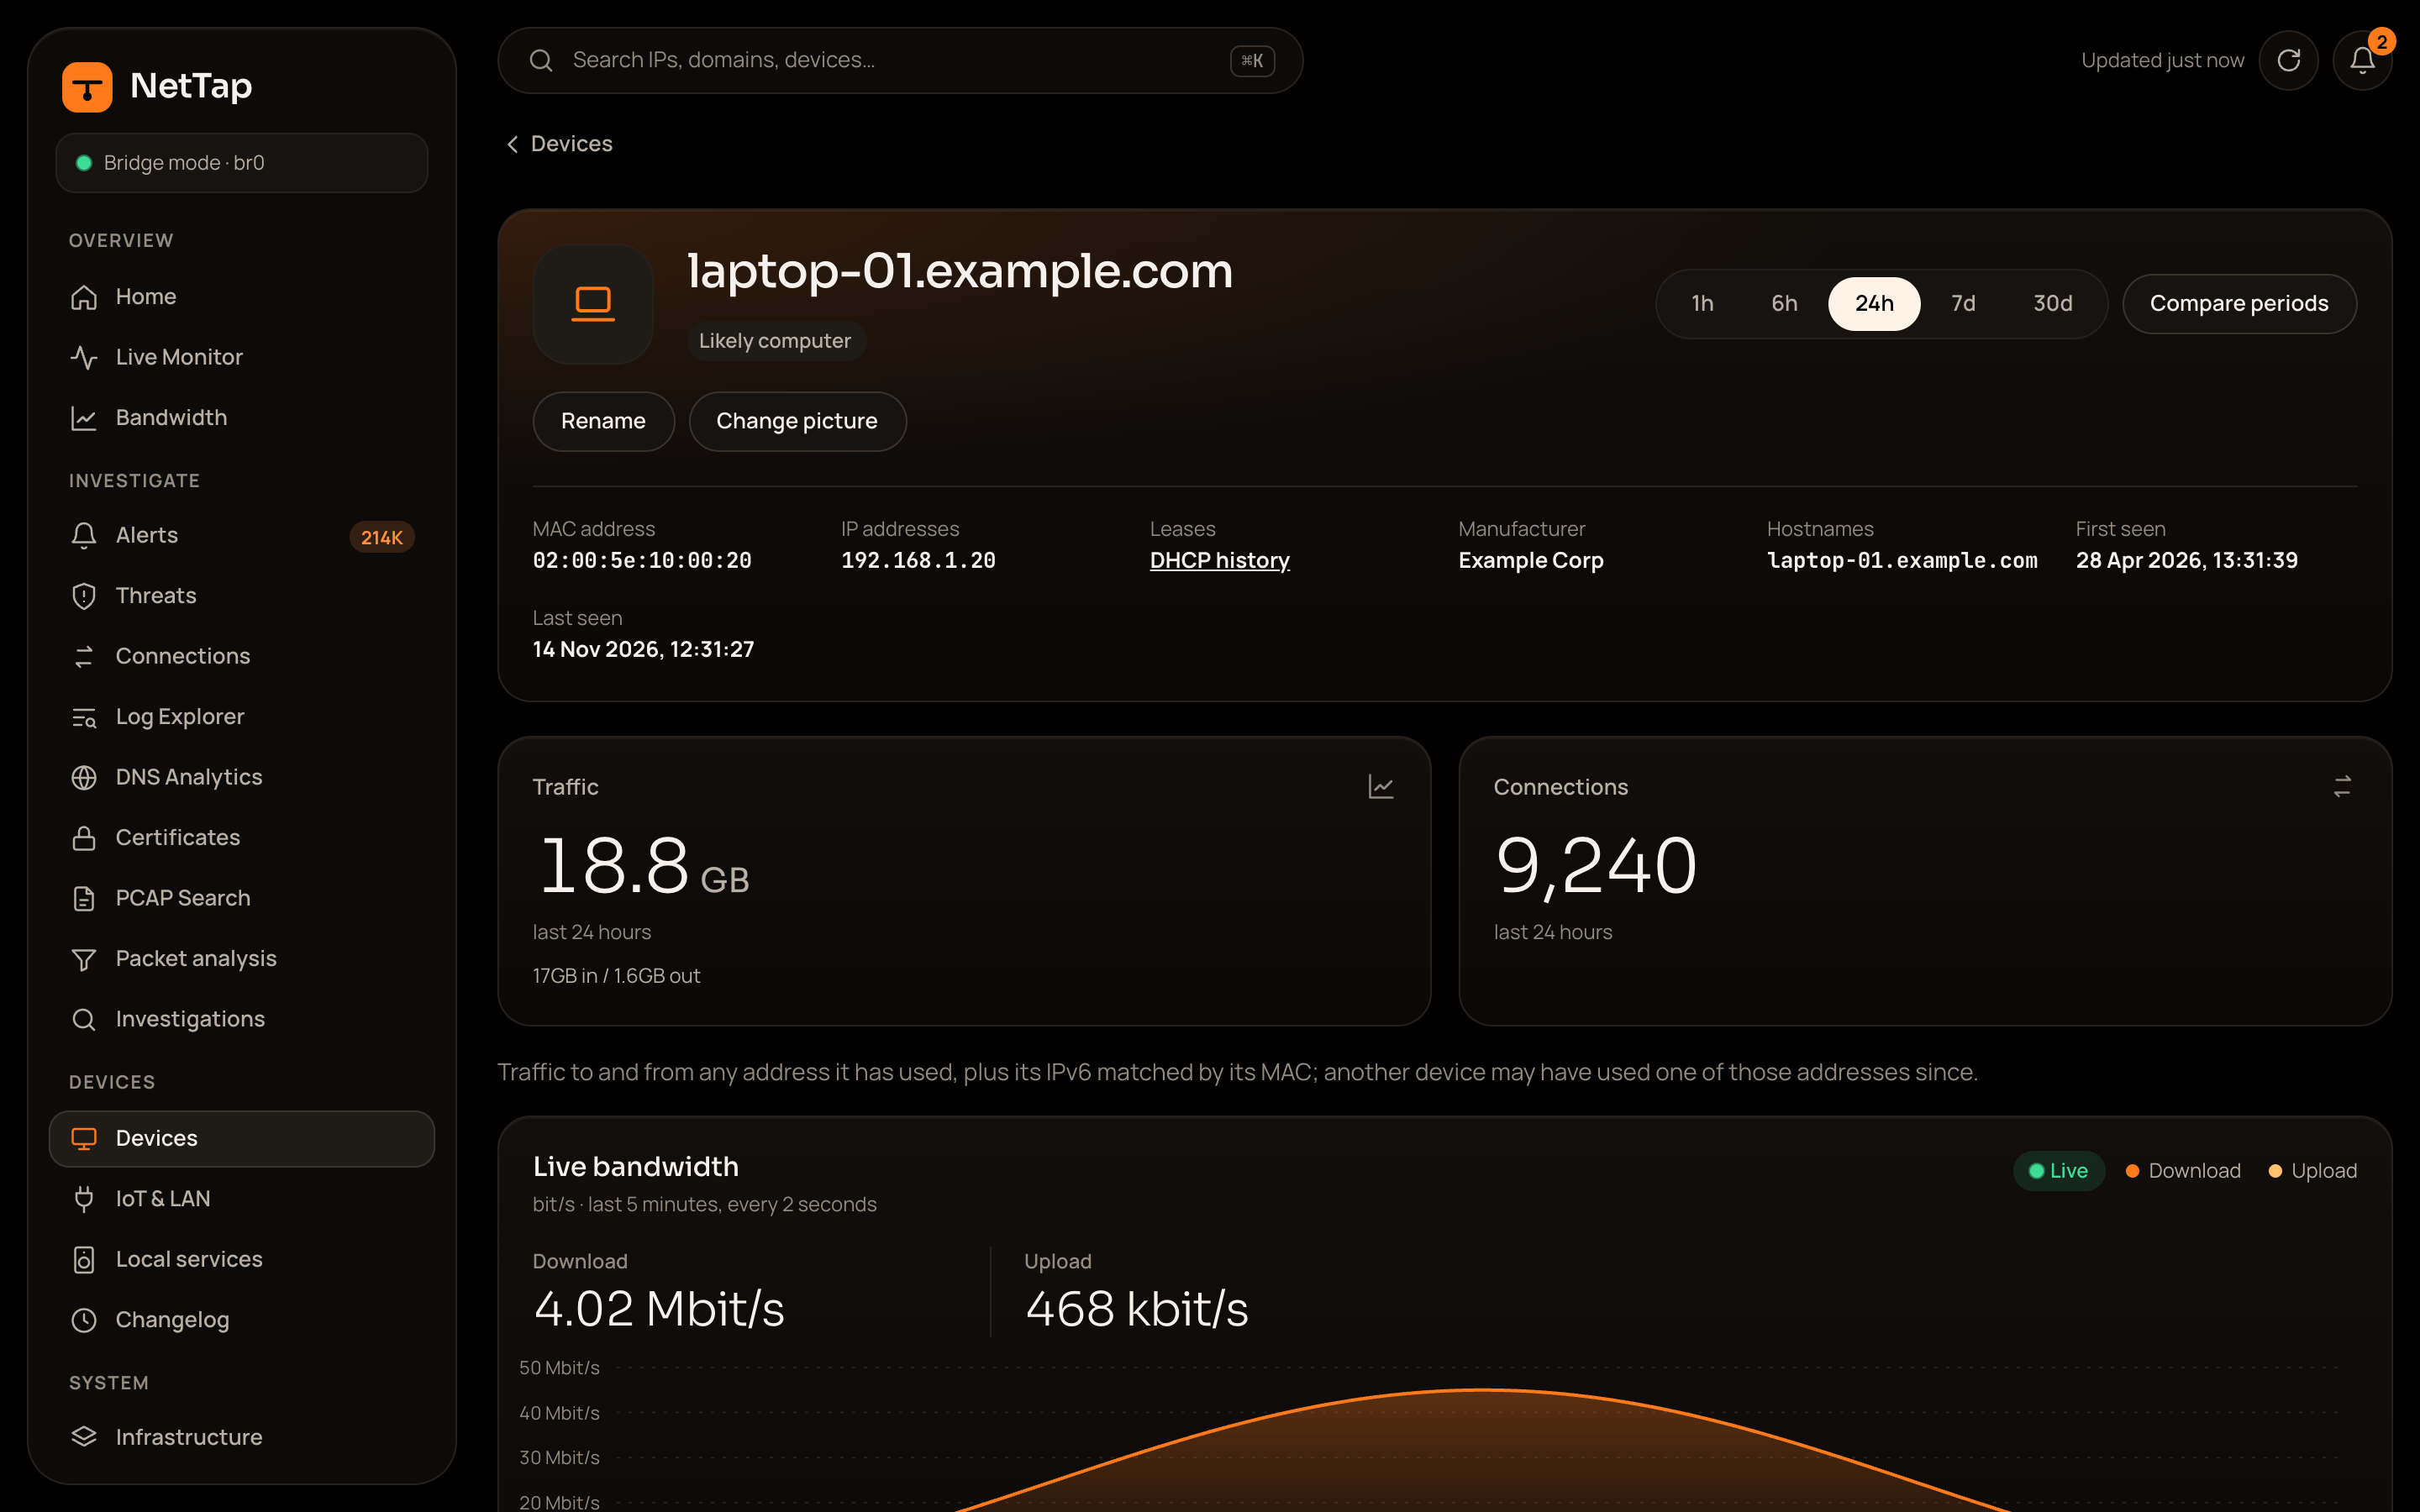 NetTap
Bridge mode · br0
OVERVIEW
Home
Live Monitor
Bandwidth
INVESTIGATE
Alerts 214K
Threats
Connections
Log Explorer
DNS Analytics
Certificates
PCAP Search
Packet analysis
Investigations
DEVICES
Devices
IoT & LAN
Local services
Changelog
SYSTEM
Infrastructure
Search IPs, domains, devices... ⌘K
Updated just now
2
Devices
laptop-01.example.com
Likely computer
1h 6h 24h 7d 30d
Compare periods
Rename Change picture
MAC address
02:00:5e:10:00:20
IP addresses
192.168.1.20
Leases
DHCP history
Manufacturer
Example Corp
Hostnames
laptop-01.example.com
First seen
28 Apr 2026, 13:31:39
Last seen
14 Nov 2026, 12:31:27
Traffic
18.8 GB
last 24 hours
17GB in / 1.6GB out
Connections
9,240
last 24 hours
Traffic to and from any address it has used, plus its IPv6 matched by its MAC; another device may have used one of those addresses since.
Live bandwidth
bit/s · last 5 minutes, every 2 seconds
Live Download Upload
Download
4.02 Mbit/s
Upload
468 kbit/s
50 Mbit/s
40 Mbit/s
30 Mbit/s
20 Mbit/s